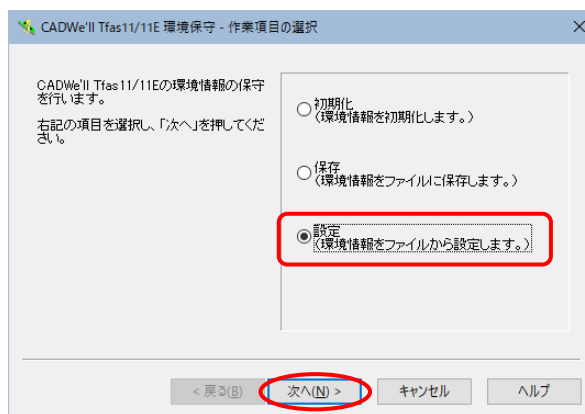 CADWe'll Tfas11/11E 環境保守 - 作業項目の選択
CADWe'll Tfas11/11Eの環境情報の保守
を行います。
右記の項目を選択し、「次へ」を押してくだ
さい。
初期化
(環境情報を初期化します。)
保存
(環境情報をファイルに保存します。)
設定
(環境情報をファイルから設定します。)
< 戻る(B)
次へ(N) >
キャンセル
ヘルプ